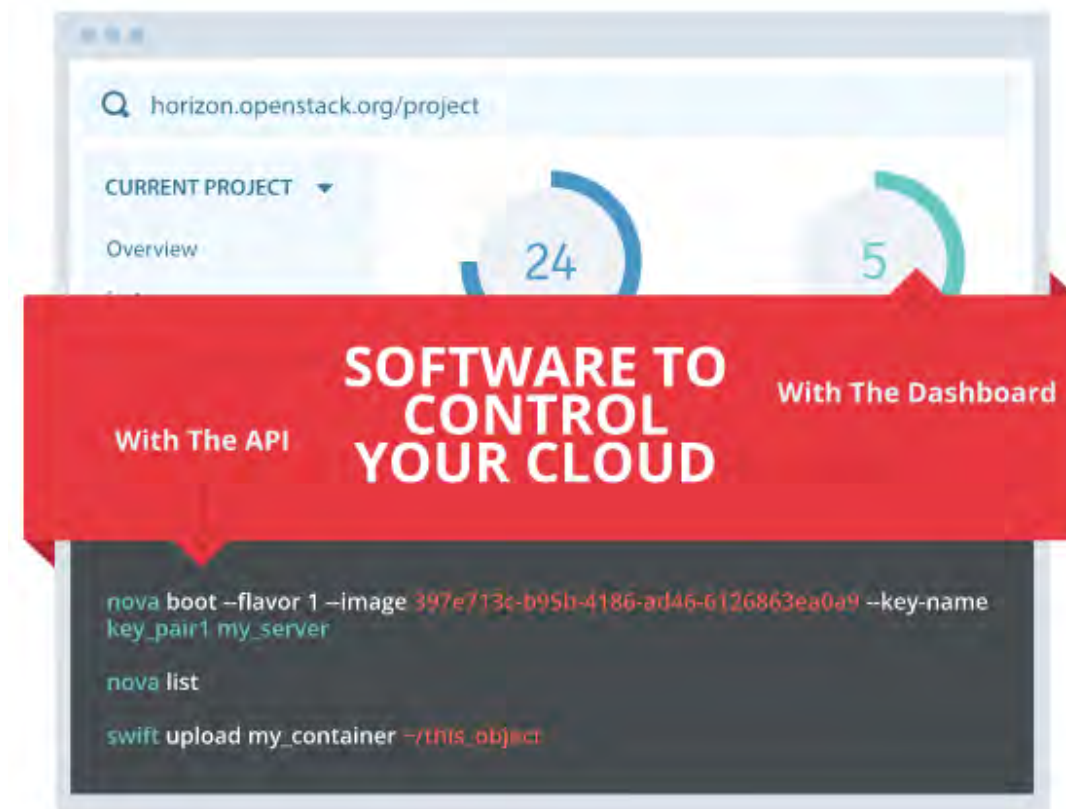 horizon.openstack.org/project
CURRENT PROJECT
Overview
24
5
SOFTWARE TO
CONTROL
YOUR CLOUD
With The Dashboard
With The API
nova boot --flavor 1 --image 397e713c-b95b-4186-ad46-6126863ea0a9 --key-name
key_pair1 my_server
nova list
swift upload my_container ~/this_object